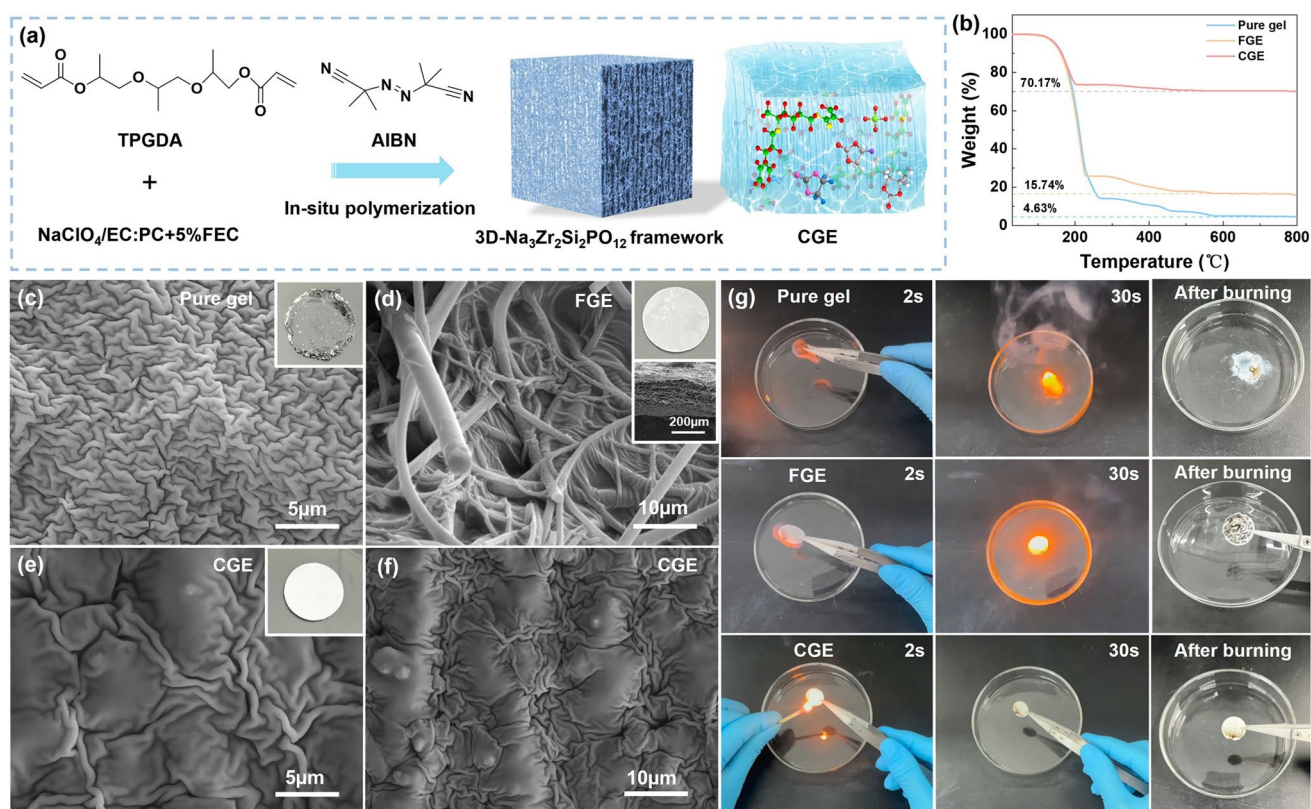 (a)
O
O
O
O
O
O
TPGDA
+
NaClO₄/EC:PC+5%FEC
N
N
N
N
AIBN
In-situ polymerization
3D-Na₃Zr₂Si₂PO₁₂ framework
CGE
(b)
Pure gel
FGE
CGE
100
80
60
40
20
0
70.17%
15.74%
4.63%
Weight (%)
200
400
600
800
Temperature (℃)
(c)
Pure gel
5μm
(d)
FGE
200μm
10μm
(e)
CGE
5μm
(f)
CGE
10μm
(g)
Pure gel
2s
30s
After burning
FGE
2s
30s
After burning
CGE
2s
30s
After burning